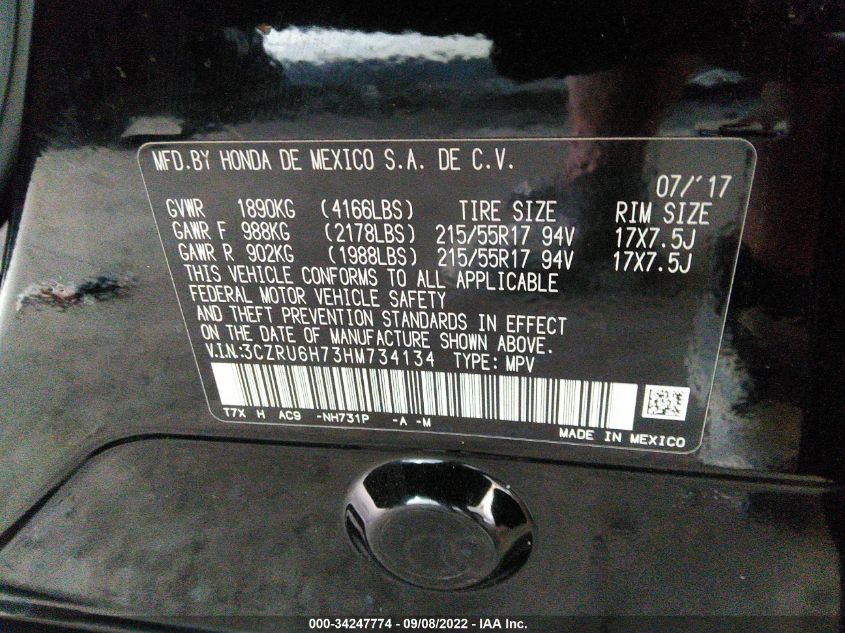 MFD.BY HONDA DE MEXICO S.A. DE C.V.
07/'17
GVWR 1890KG (4166LBS) TIRE SIZE RIM SIZE
GAWR F 988KG (2178LBS) 215/55R17 94V 17X7.5J
GAWR R 902KG (1988LBS) 215/55R17 94V 17X7.5J
THIS VEHICLE CONFORMS TO ALL APPLICABLE
FEDERAL MOTOR VEHICLE SAFETY
AND THEFT PREVENTION STANDARDS IN EFFECT
ON THE DATE OF MANUFACTURE SHOWN ABOVE.
V.I.N.:3CZRU6H73HM734134 TYPE: MPV
T7X H AC9 -NH731P -A -M
MADE IN MEXICO
000-34247774 - 09/08/2022 - IAA Inc.